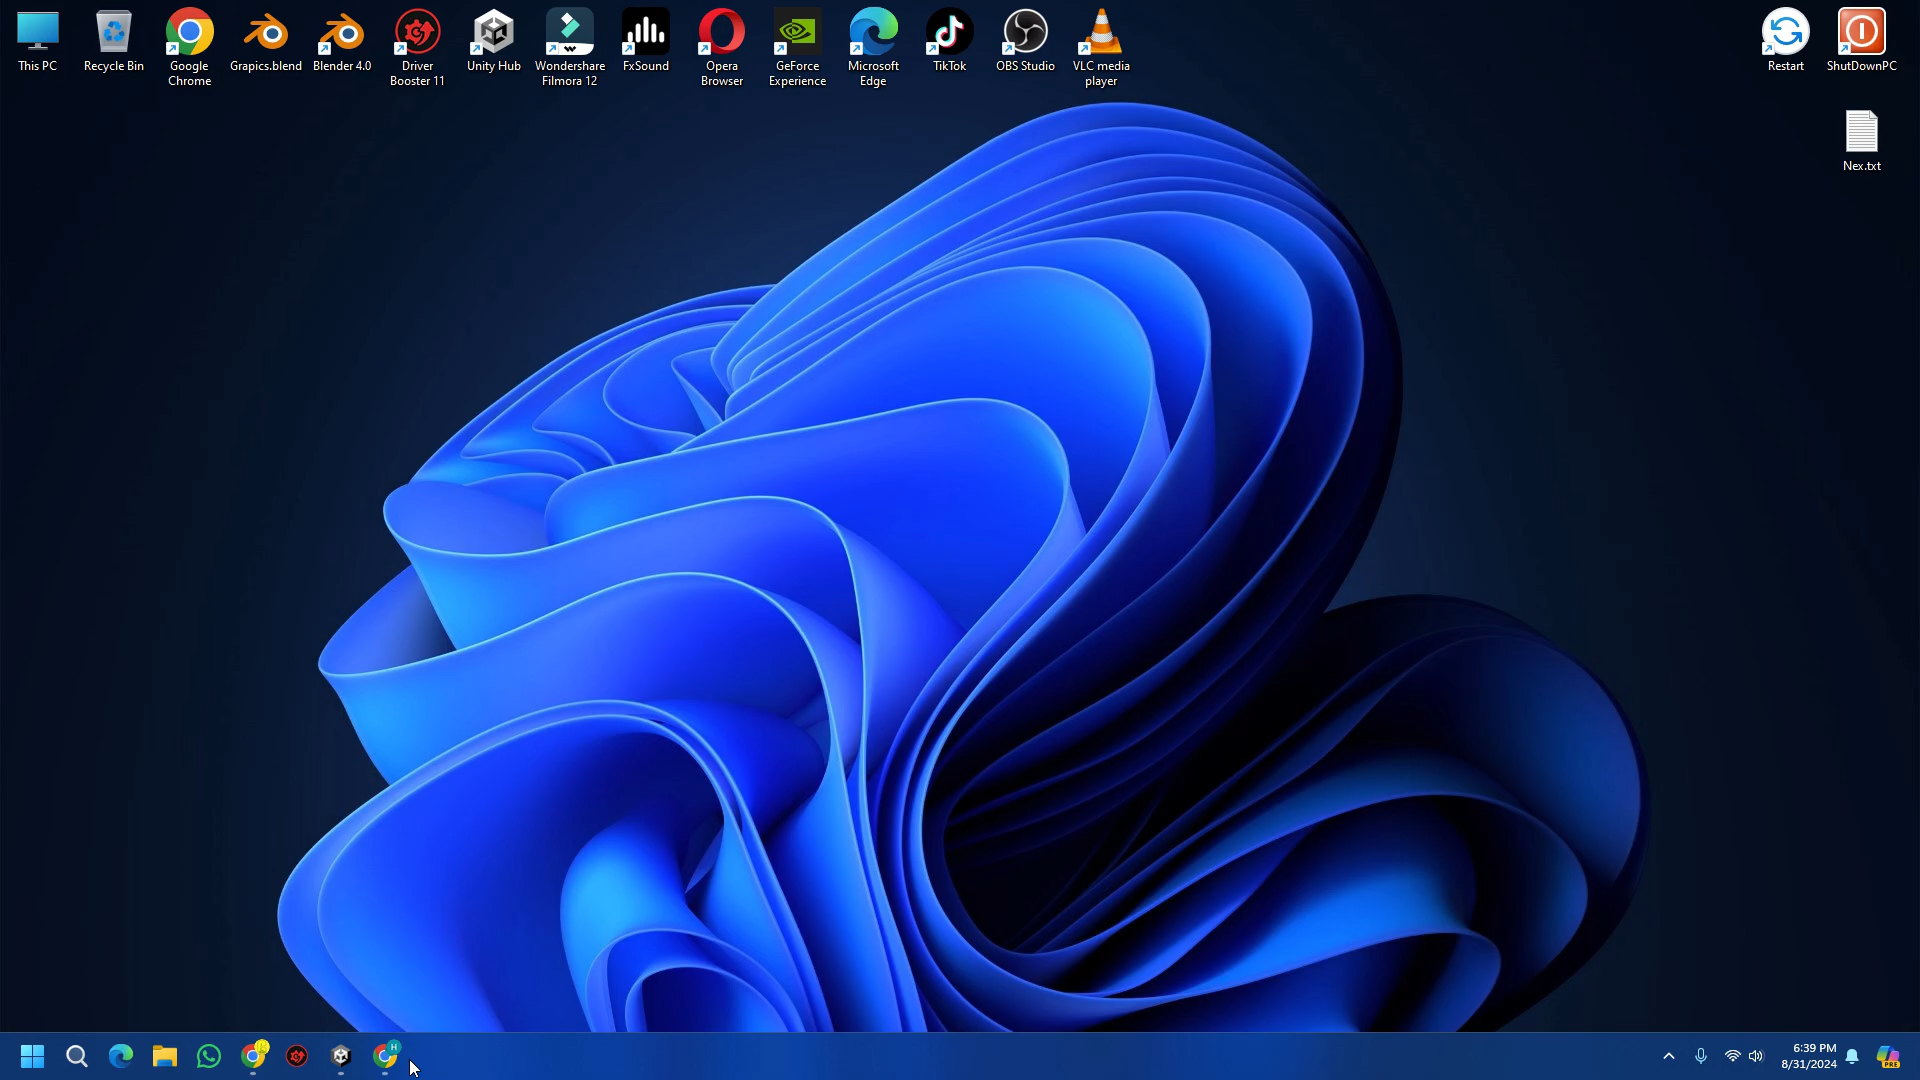 This PC
Recycle Bin
Google
Chrome
Grapics.blend
Blender 4.0
Driver
Booster 11
Unity Hub
Wondershare
Filmora 12
FxSound
Opera
Browser
GeForce
Experience
Microsoft
Edge
TikTok
OBS Studio
VLC media
player
Restart
ShutDownPC
Nex.txt
H
6:39 PM
8/31/2024
PRE